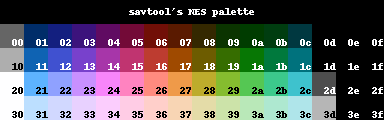 savtool's NES palette
00 01 02 03 04 05 06 07 08 09 0a 0b 0c 0d 0e 0f
10 11 12 13 14 15 16 17 18 19 1a 1b 1c 1d 1e 1f
20 21 22 23 24 25 26 27 28 29 2a 2b 2c 2d 2e 2f
30 31 32 33 34 35 36 37 38 39 3a 3b 3c 3d 3e 3f